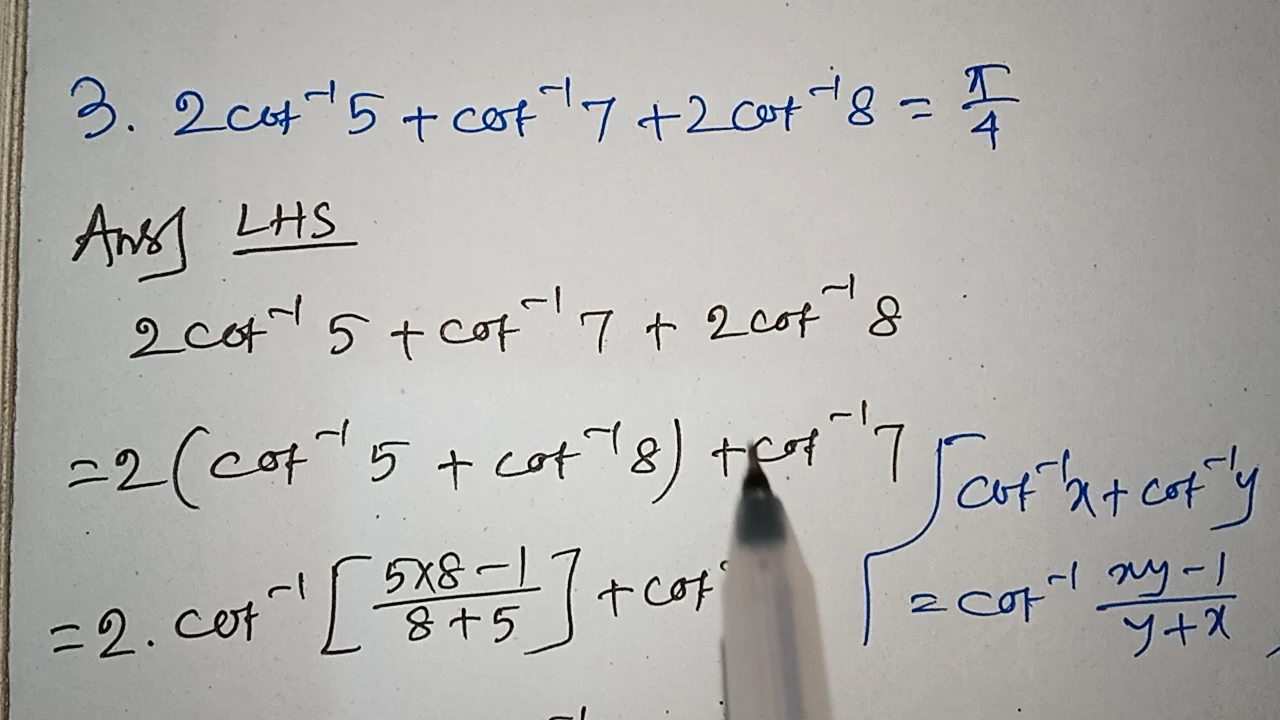 3. 2cot⁻¹5 + cot⁻¹7 + 2cot⁻¹8 = π/4
Ans] LHS
2cot⁻¹5 + cot⁻¹7 + 2cot⁻¹8
= 2(cot⁻¹5 + cot⁻¹8) + cot⁻¹7
[cot⁻¹x + cot⁻¹y
= 2. cot⁻¹[(5×8-1)/(8+5)] + cot
= cot⁻¹ (xy-1)/(y+x)